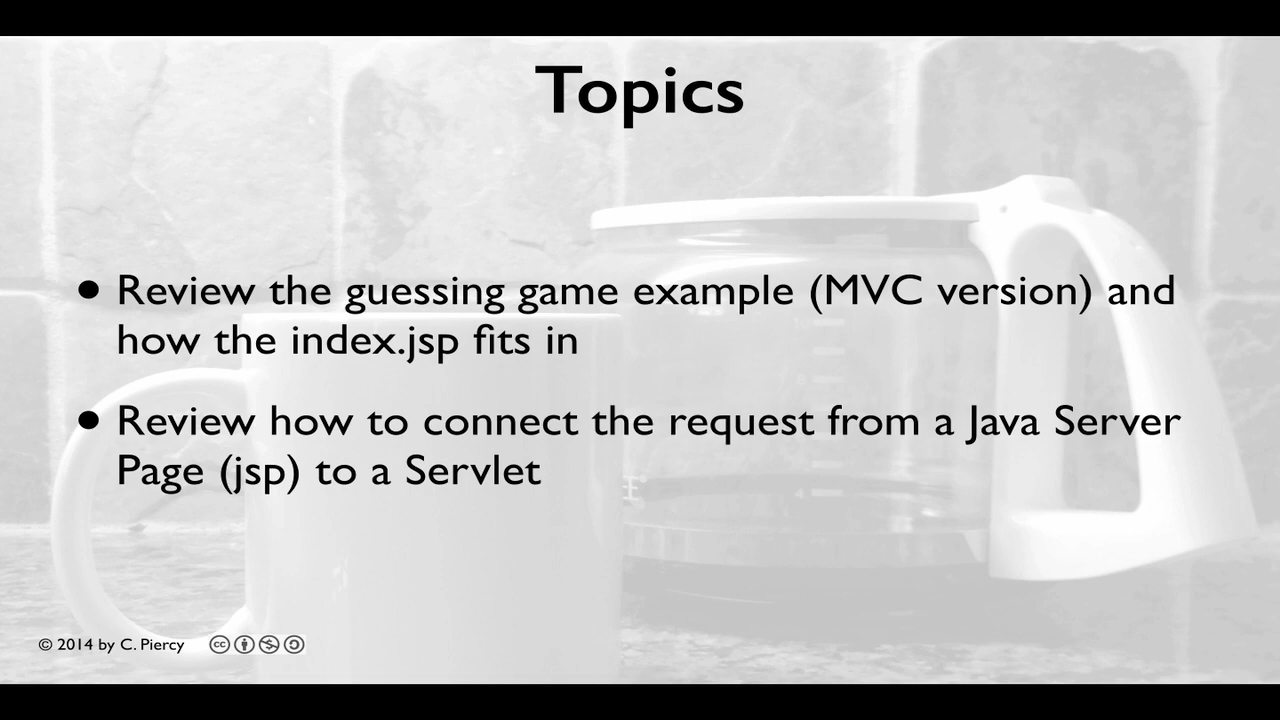 Topics
• Review the guessing game example (MVC version) and
how the index.jsp fits in
• Review how to connect the request from a Java Server
Page (jsp) to a Servlet
© 2014 by C. Piercy